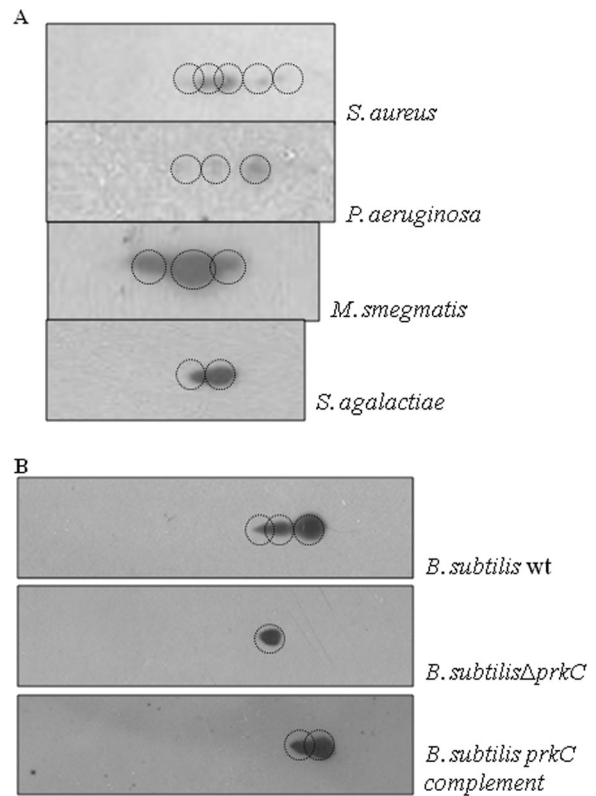 A
S. aureus
P. aeruginosa
M. smegmatis
S. agalactiae
B
B. subtilis wt
B. subtilisΔprkC
B. subtilis prkC
complement